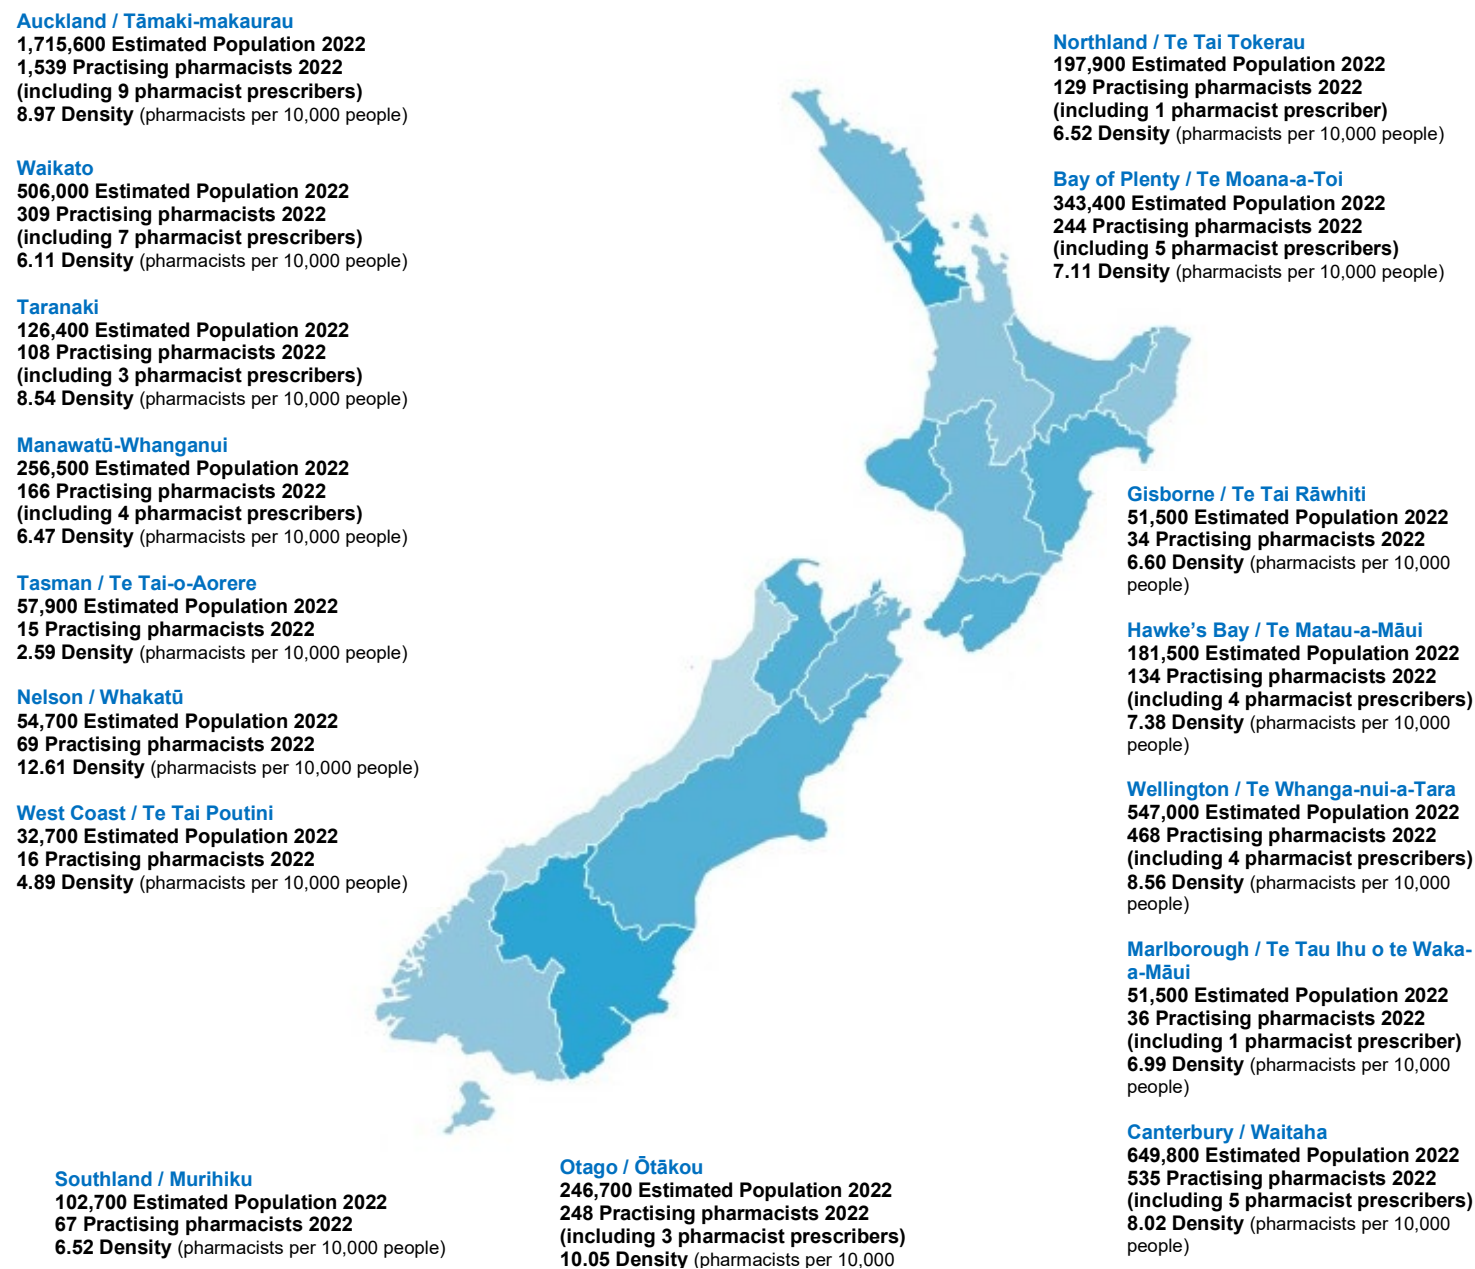 Auckland / Tāmaki-makaurau
1,715,600 Estimated Population 2022
1,539 Practising pharmacists 2022
(including 9 pharmacist prescribers)
8.97 Density (pharmacists per 10,000 people)
Waikato
506,000 Estimated Population 2022
309 Practising pharmacists 2022
(including 7 pharmacist prescribers)
6.11 Density (pharmacists per 10,000 people)
Taranaki
126,400 Estimated Population 2022
108 Practising pharmacists 2022
(including 3 pharmacist prescribers)
8.54 Density (pharmacists per 10,000 people)
Manawatū-Whanganui
256,500 Estimated Population 2022
166 Practising pharmacists 2022
(including 4 pharmacist prescribers)
6.47 Density (pharmacists per 10,000 people)
Tasman / Te Tai-o-Aorere
57,900 Estimated Population 2022
15 Practising pharmacists 2022
2.59 Density (pharmacists per 10,000 people)
Nelson / Whakatū
54,700 Estimated Population 2022
69 Practising pharmacists 2022
12.61 Density (pharmacists per 10,000 people)
West Coast / Te Tai Poutini
32,700 Estimated Population 2022
16 Practising pharmacists 2022
4.89 Density (pharmacists per 10,000 people)
Southland / Murihiku
102,700 Estimated Population 2022
67 Practising pharmacists 2022
6.52 Density (pharmacists per 10,000 people)
Otago / Ōtākou
246,700 Estimated Population 2022
248 Practising pharmacists 2022
(including 3 pharmacist prescribers)
10.05 Density (pharmacists per 10,000
Northland / Te Tai Tokerau
197,900 Estimated Population 2022
129 Practising pharmacists 2022
(including 1 pharmacist prescriber)
6.52 Density (pharmacists per 10,000 people)
Bay of Plenty / Te Moana-a-Toi
343,400 Estimated Population 2022
244 Practising pharmacists 2022
(including 5 pharmacist prescribers)
7.11 Density (pharmacists per 10,000 people)
Gisborne / Te Tai Rāwhiti
51,500 Estimated Population 2022
34 Practising pharmacists 2022
6.60 Density (pharmacists per 10,000
people)
Hawke's Bay / Te Matau-a-Māui
181,500 Estimated Population 2022
134 Practising pharmacists 2022
(including 4 pharmacist prescribers)
7.38 Density (pharmacists per 10,000
people)
Wellington / Te Whanga-nui-a-Tara
547,000 Estimated Population 2022
468 Practising pharmacists 2022
(including 4 pharmacist prescribers)
8.56 Density (pharmacists per 10,000
people)
Marlborough / Te Tau Ihu o te Waka-
a-Māui
51,500 Estimated Population 2022
36 Practising pharmacists 2022
(including 1 pharmacist prescriber)
6.99 Density (pharmacists per 10,000
people)
Canterbury / Waitaha
649,800 Estimated Population 2022
535 Practising pharmacists 2022
(including 5 pharmacist prescribers)
8.02 Density (pharmacists per 10,000
people)